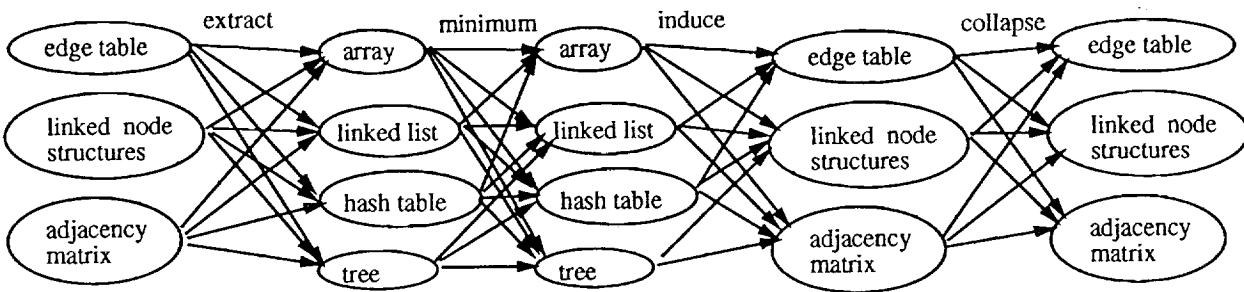 extract
minimum
induce
collapse
edge table
linked node
structures
adjacency
matrix
array
linked list
hash table
tree
array
linked list
hash table
tree
edge table
linked node
structures
adjacency
matrix
edge table
linked node
structures
adjacency
matrix